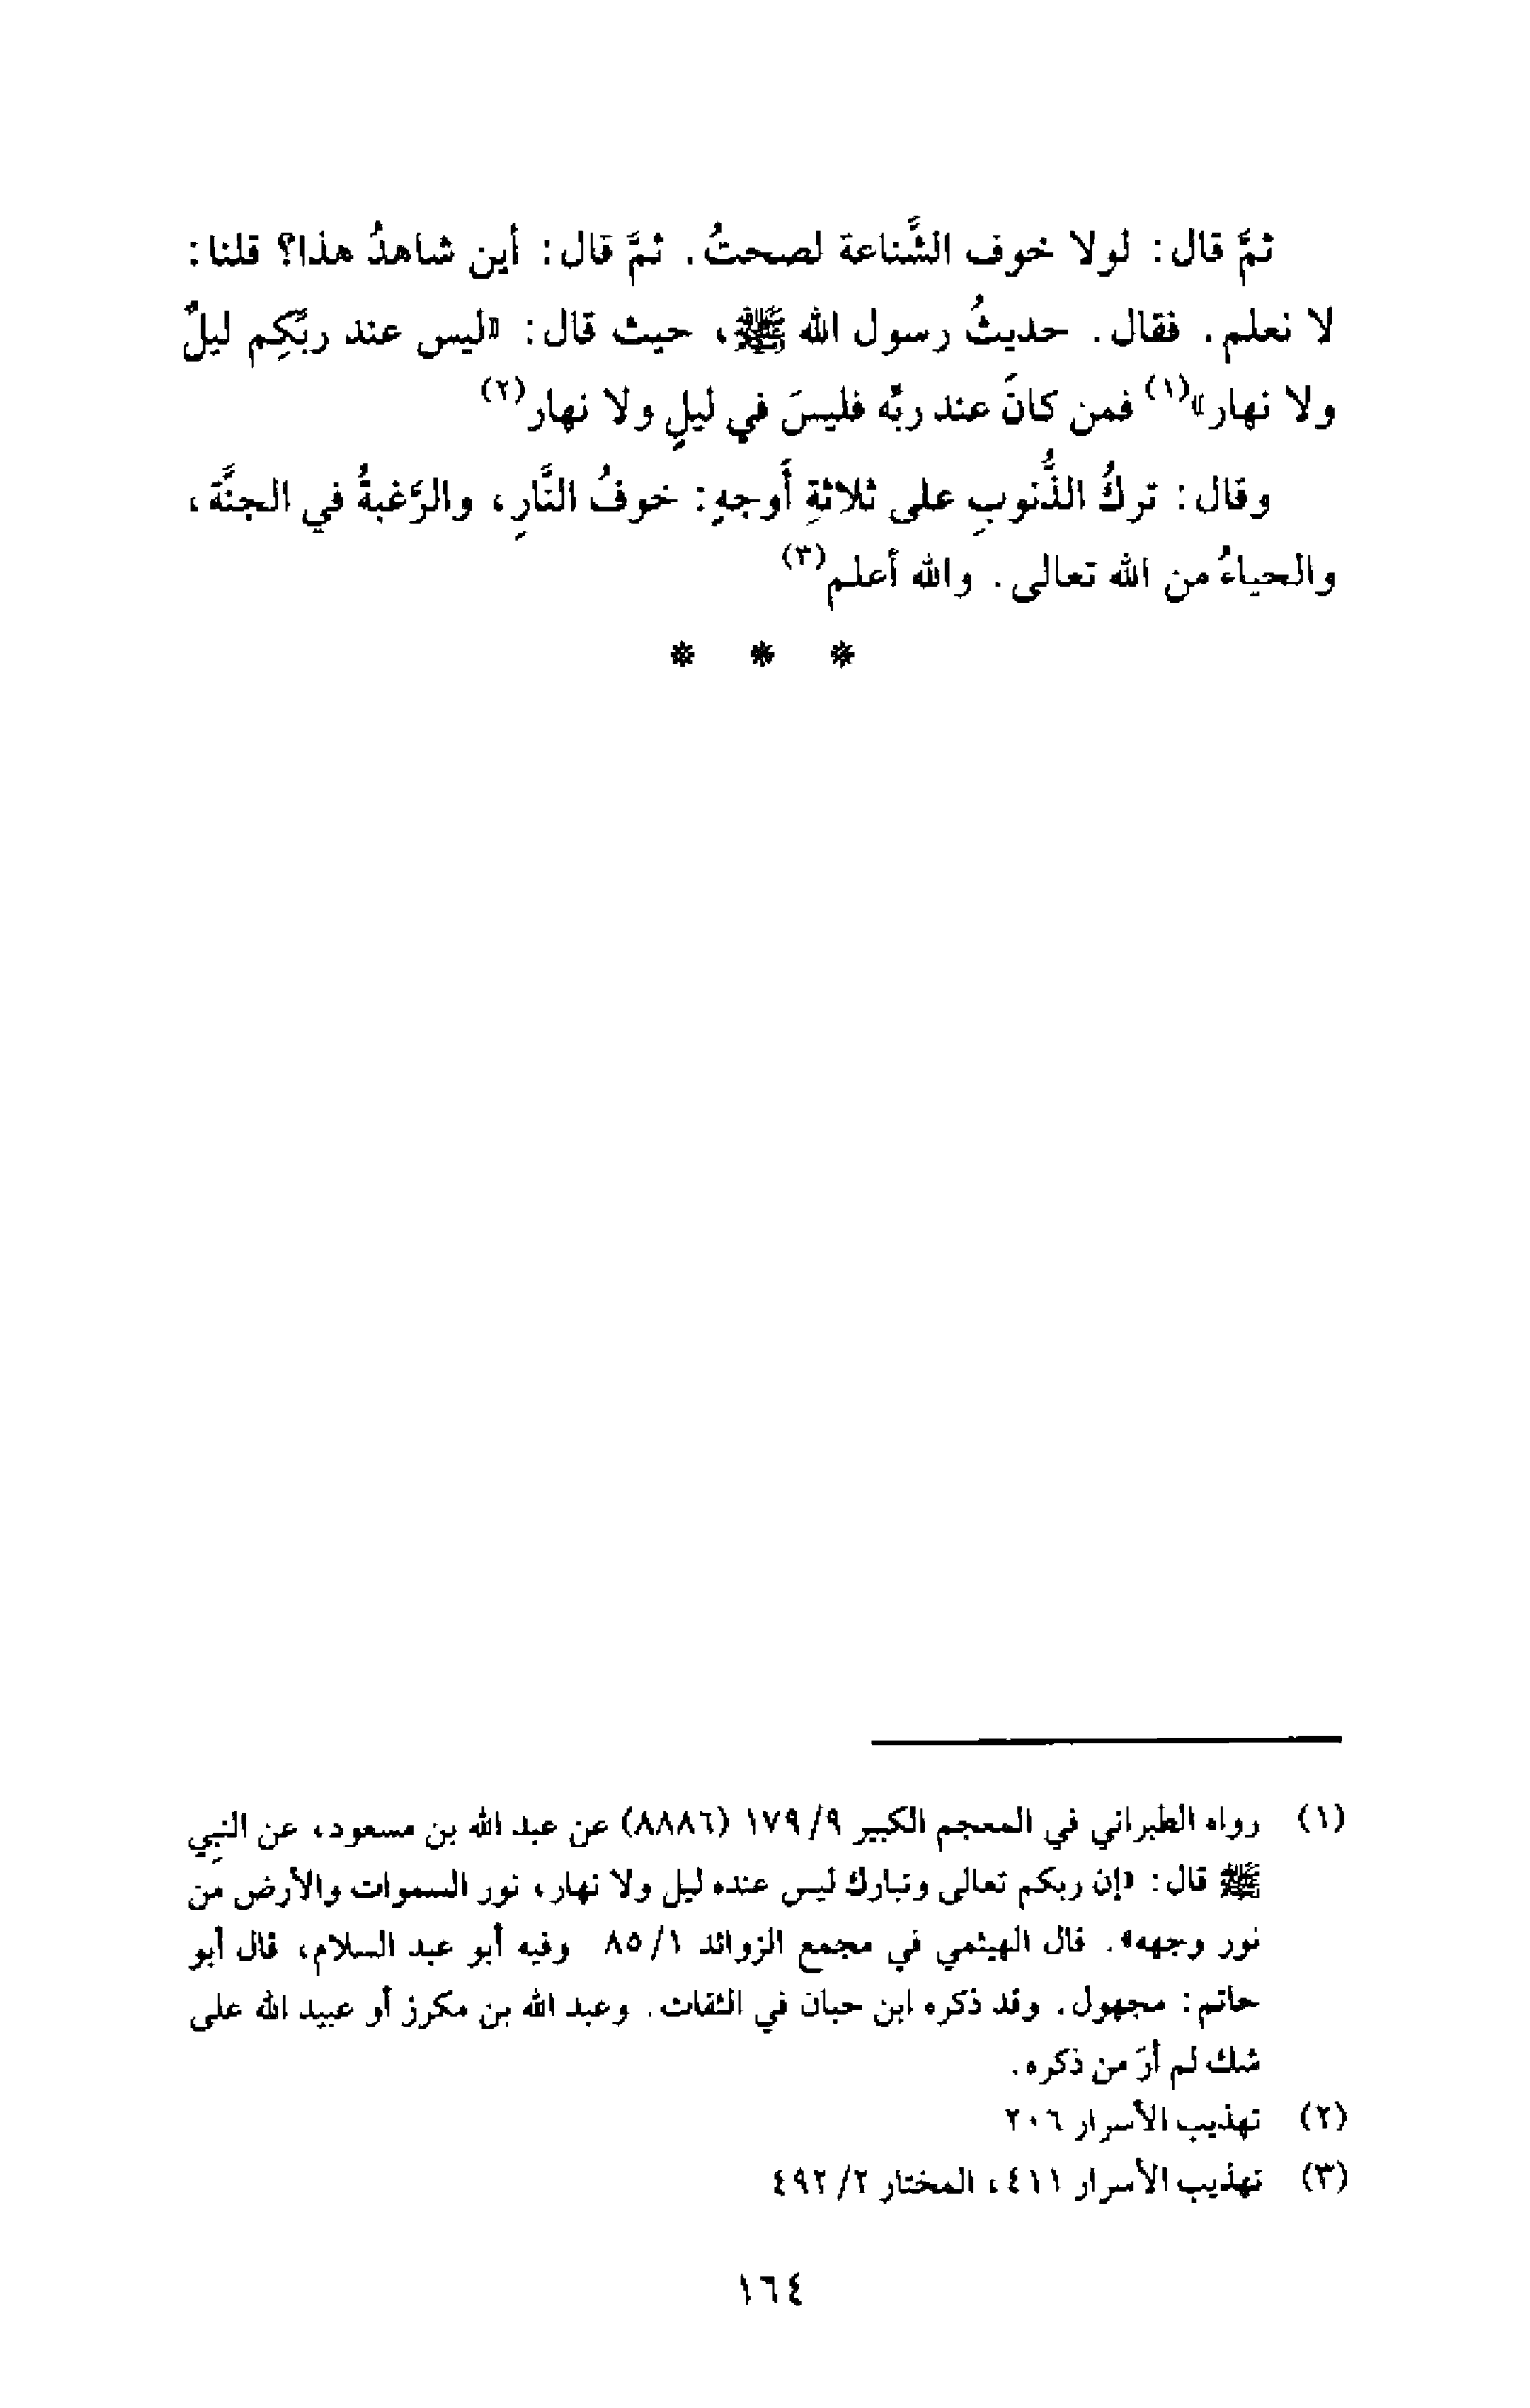 ثمَّ قال: لولا خوف الشَّناعة لصحتُ. ثمَّ قال: أين شاهدُ هذا؟ قلنا:
لا نعلم. فقال. حديثُ رسول الله ﷺ، حيث قال: «ليس عند ربِّكِم ليلٌ
ولا نهار»(١) فمن كانَ عند ربِّه فليسَ في ليلٍ ولا نهار(٢)
وقال: تركُ الذُّنوبِ على ثلاثةِ أَوجهٍ: خوفُ النَّارِ، والرَّغبةُ في الجنَّة،
والحياءُ من الله تعالى. والله أعلم(٣)
* * *
(١) رواه الطبراني في المعجم الكبير ٩/ ١٧٩ (٨٨٨٦) عن عبد الله بن مسعود، عن النبِي
ﷺ قال: «إن ربكم تعالى وتبارك ليس عنده ليل ولا نهار، نور السموات والأرض من
نور وجهه». قال الهيثمي في مجمع الزوائد ١/ ٨٥ وفيه أبو عبد السلام، قال أبو
حاتم: مجهول. وقد ذكره ابن حبان في الثقات. وعبد الله بن مكرز أو عبيد الله على
شك لم أرَ من ذكره.
(٢) تهذيب الأسرار ٢٠٦
(٣) تهذيب الأسرار ٤١١، المختار ٢/ ٤٩٢
١٦٤